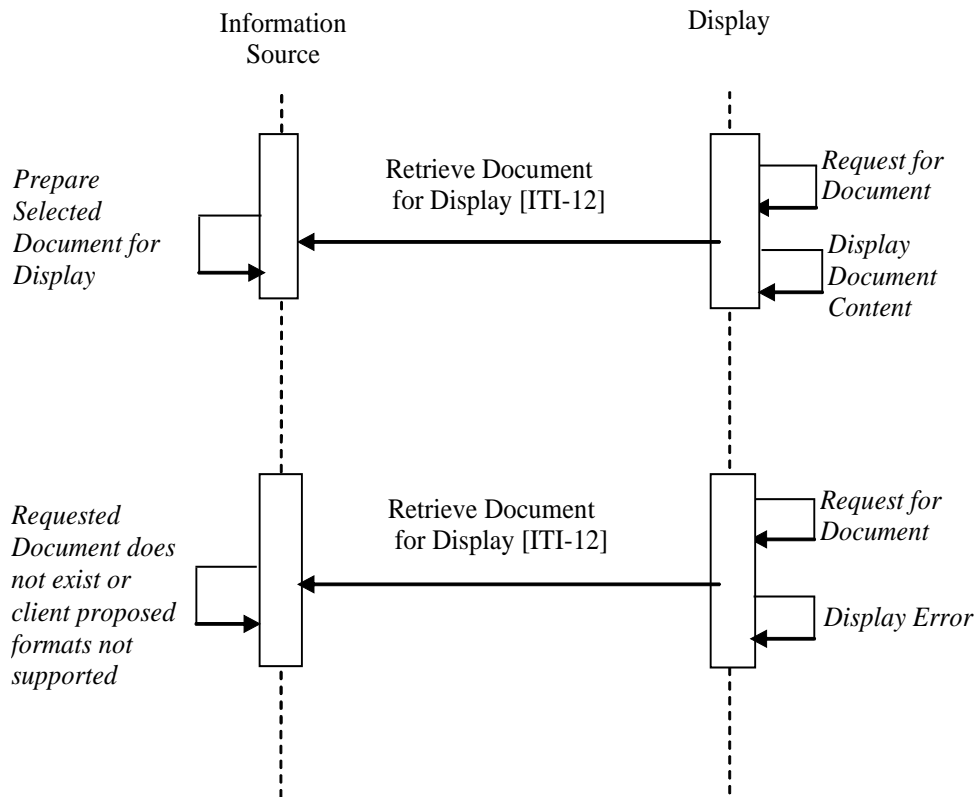 Information
Source
Display
Prepare
Selected
Document for
Display
Retrieve Document
for Display [ITI-12]
Request for
Document
Display
Document
Content
Requested
Document does
not exist or
client proposed
formats not
supported
Retrieve Document
for Display [ITI-12]
Request for
Document
Display Error